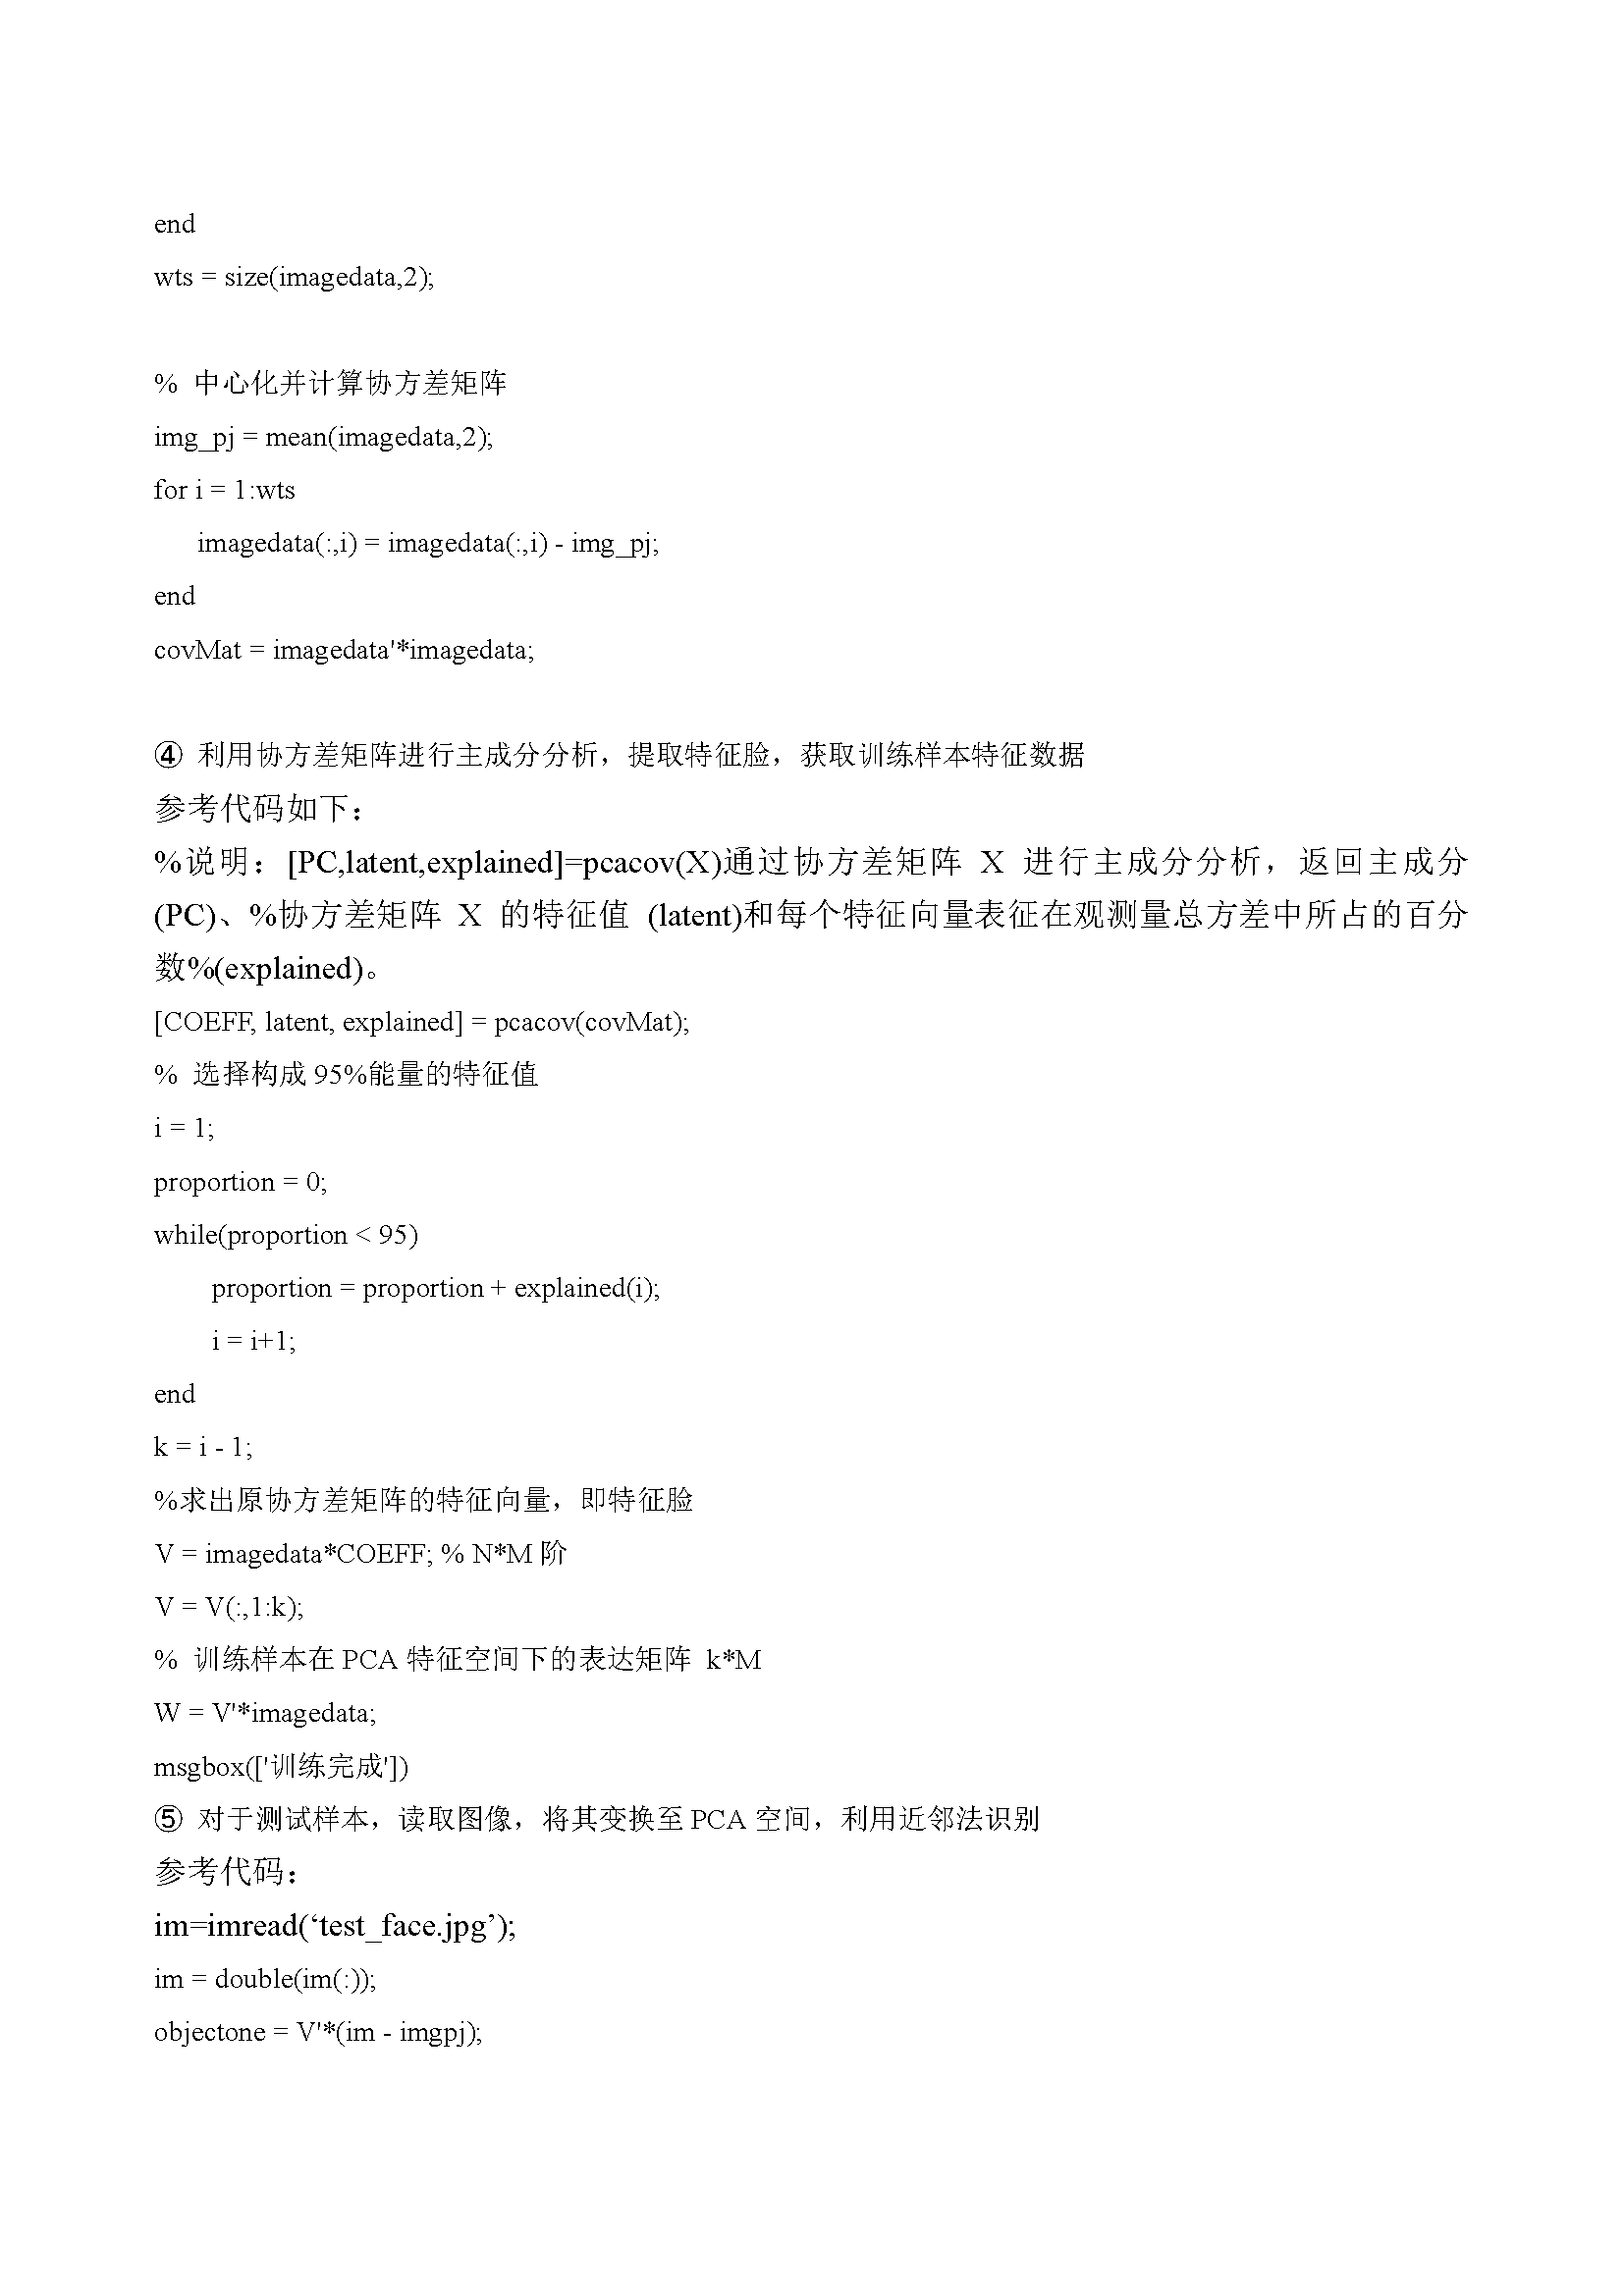 end
wts = size(imagedata,2);
% 中心化并计算协方差矩阵
img_pj = mean(imagedata,2);
for i = 1:wts
imagedata(:,i) = imagedata(:,i) - img_pj;
end
covMat = imagedata'*imagedata;
④ 利用协方差矩阵进行主成分分析，提取特征脸，获取训练样本特征数据
参考代码如下：
%说明：[PC,latent,explained]=pcacov(X)通过协方差矩阵 X 进行主成分分析，返回主成分
(PC)、%协方差矩阵 X 的特征值 (latent)和每个特征向量表征在观测量总方差中所占的百分
数%(explained)。
[COEFF, latent, explained] = pcacov(covMat);
% 选择构成 95%能量的特征值
i = 1;
proportion = 0;
while(proportion < 95)
proportion = proportion + explained(i);
i = i+1;
end
k = i - 1;
%求出原协方差矩阵的特征向量，即特征脸
V = imagedata*COEFF; % N*M 阶
V = V(:,1:k);
% 训练样本在 PCA 特征空间下的表达矩阵 k*M
W = V'*imagedata;
msgbox(['训练完成'])
⑤ 对于测试样本，读取图像，将其变换至 PCA 空间，利用近邻法识别
参考代码：
im=imread(‘test_face.jpg’);
im = double(im(:));
objectone = V'*(im - imgpj);